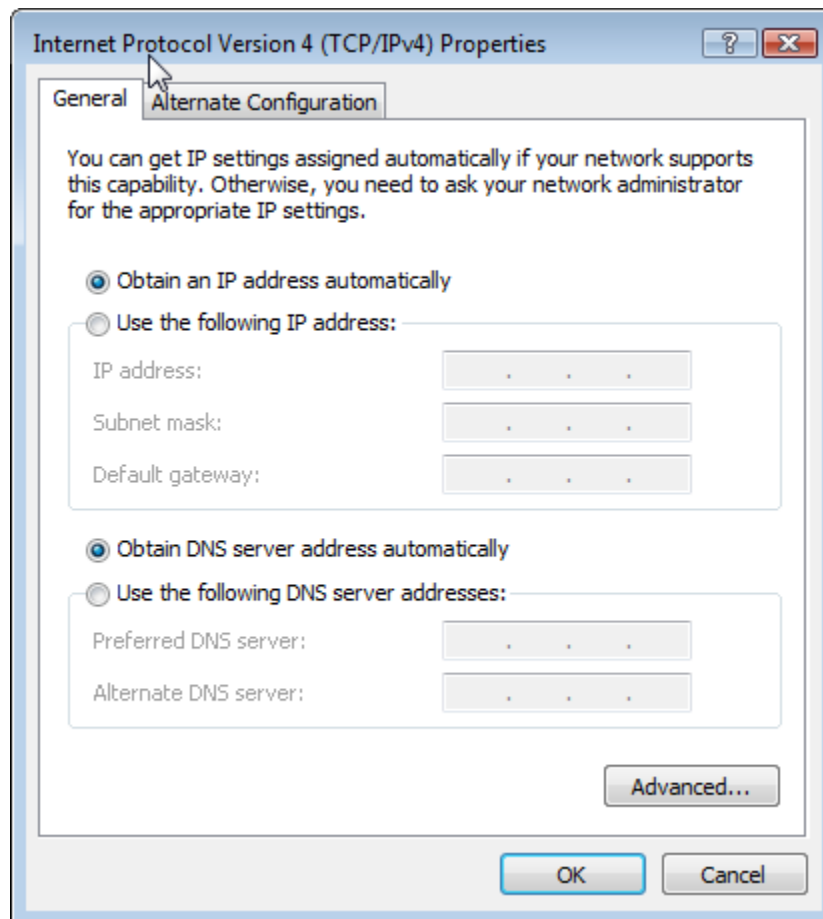 Internet Protocol Version 4 (TCP/IPv4) Properties
General
Alternate Configuration
You can get IP settings assigned automatically if your network supports
this capability. Otherwise, you need to ask your network administrator
for the appropriate IP settings.
Obtain an IP address automatically
Use the following IP address:
IP address:
Subnet mask:
Default gateway:
Obtain DNS server address automatically
Use the following DNS server addresses:
Preferred DNS server:
Alternate DNS server:
Advanced...
OK
Cancel